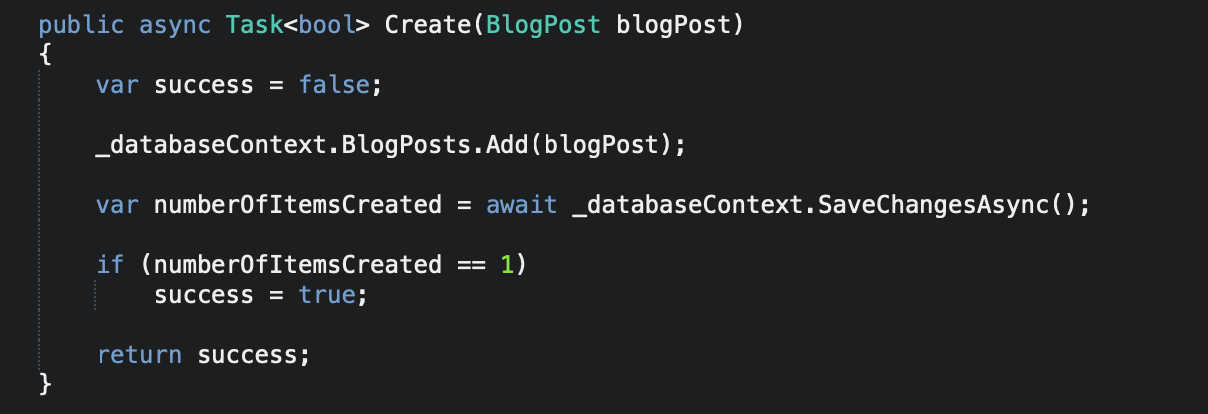 public async Task<bool> Create(BlogPost blogPost)
{
    var success = false;

    _databaseContext.BlogPosts.Add(blogPost);

    var numberOfItemsCreated = await _databaseContext.SaveChangesAsync();

    if (numberOfItemsCreated == 1)
        success = true;

    return success;
}